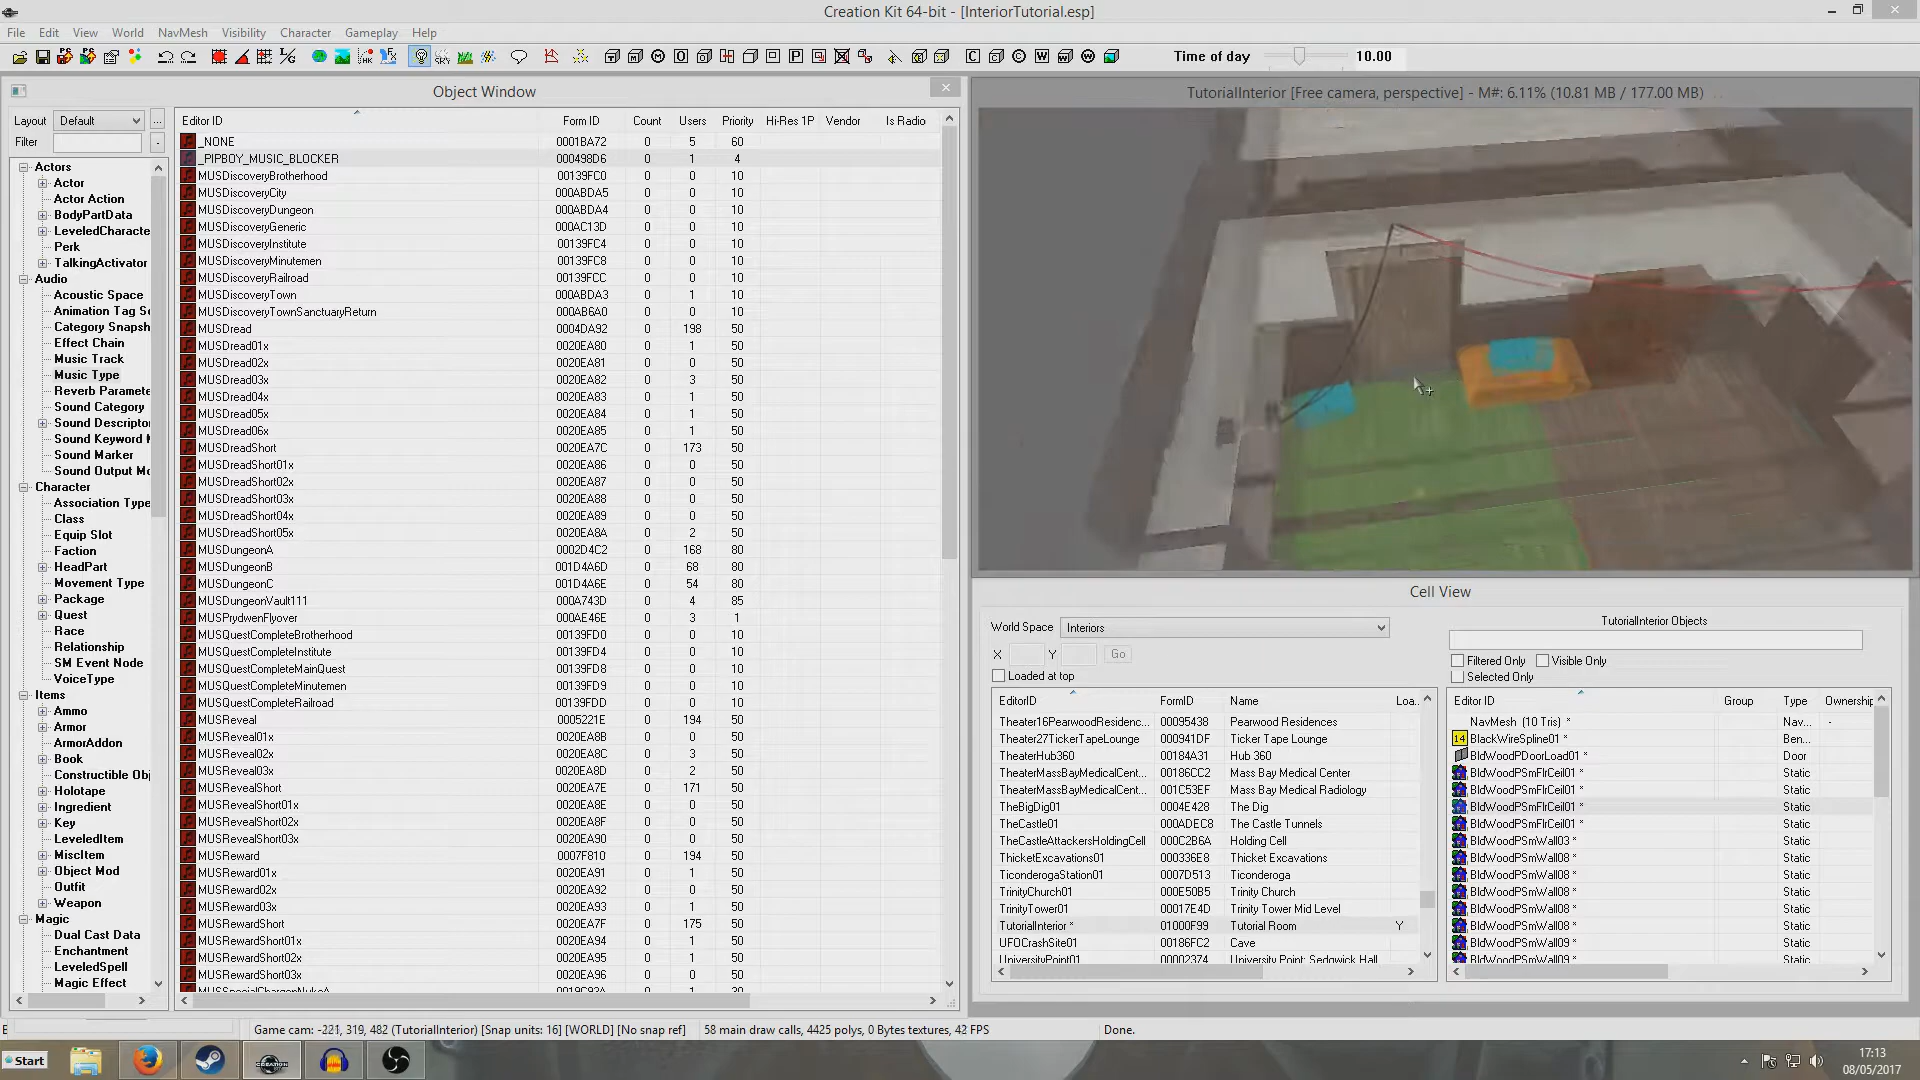 Creation Kit 64-bit - [InteriorTutorial.esp]
File Edit View World NavMesh Visibility Character Gameplay Help
Time of day 10.00
Object Window
TutorialInterior [Free camera, perspective] - M#: 6.11% (10.81 MB / 177.00 MB)
Layout Default ...
Filter
Actors
Actor
Actor Action
BodyPartData
LeveledCharacte
Perk
TalkingActivator
Audio
Acoustic Space
Animation Tag S
Category Snapsh
Effect Chain
Music Track
Music Type
Reverb Paramete
Sound Category
Sound Descripto
Sound Keyword
Sound Marker
Sound Output Mo
Character
Association Type
Class
Equip Slot
Faction
HeadPart
Movement Type
Package
Quest
Race
Relationship
SM Event Node
VoiceType
Items
Ammo
Armor
ArmorAddon
Book
Constructible Obj
Holotape
Ingredient
Key
LeveledItem
MiscItem
Object Mod
Outfit
Weapon
Magic
Dual Cast Data
Enchantment
LeveledSpell
Magic Effect
Editor ID Form ID Count Users Priority Hi-Res 1P Vendor Is Radio
_NONE 0001BA72 0 5 60
_PIPBOY_MUSIC_BLOCKER 000498D6 0 1 4
MUSDiscoveryBrotherhood 00139FC0 0 0 10
MUSDiscoveryCity 000ABDA5 0 0 10
MUSDiscoveryDungeon 000ABDA4 0 0 10
MUSDiscoveryGeneric 000AC13D 0 0 10
MUSDiscoveryInstitute 00139FC4 0 0 10
MUSDiscoveryMinutemen 00139FC8 0 0 10
MUSDiscoveryRailroad 00139FCC 0 0 10
MUSDiscoveryTown 000ABDA3 0 1 10
MUSDiscoveryTownSanctuaryReturn 000AB6A0 0 0 10
MUSDread 0004DA92 0 198 50
MUSDread01x 0020EA80 0 1 50
MUSDread02x 0020EA81 0 0 50
MUSDread03x 0020EA82 0 3 50
MUSDread04x 0020EA83 0 1 50
MUSDread05x 0020EA84 0 1 50
MUSDread06x 0020EA85 0 1 50
MUSDreadShort 0020EA7C 0 173 50
MUSDreadShort01x 0020EA86 0 0 50
MUSDreadShort02x 0020EA87 0 0 50
MUSDreadShort03x 0020EA88 0 0 50
MUSDreadShort04x 0020EA89 0 0 50
MUSDreadShort05x 0020EA8A 0 2 50
MUSDungeonA 0002D4C2 0 168 80
MUSDungeonB 001D4A6D 0 68 80
MUSDungeonC 001D4A6E 0 54 80
MUSDungeonVault111 000A743D 0 4 85
MUSPrydwenFlyover 000AE46E 0 3 1
MUSQuestCompleteBrotherhood 00139FD0 0 0 10
MUSQuestCompleteInstitute 00139FD4 0 0 10
MUSQuestCompleteMainQuest 00139FD8 0 0 10
MUSQuestCompleteMinutemen 00139FD9 0 0 10
MUSQuestCompleteRailroad 00139FDD 0 0 10
MUSReveal 0005221E 0 194 50
MUSReveal01x 0020EA8B 0 0 50
MUSReveal02x 0020EA8C 0 3 50
MUSReveal03x 0020EA8D 0 2 50
MUSRevealShort 0020EA7E 0 171 50
MUSRevealShort01x 0020EA8E 0 0 50
MUSRevealShort02x 0020EA8F 0 0 50
MUSRevealShort03x 0020EA90 0 0 50
MUSReward 0007F810 0 194 50
MUSReward01x 0020EA91 0 1 50
MUSReward02x 0020EA92 0 0 50
MUSReward03x 0020EA93 0 1 50
MUSRewardShort 0020EA7F 0 175 50
MUSRewardShort01x 0020EA94 0 1 50
MUSRewardShort02x 0020EA95 0 1 50
MUSRewardShort03x 0020EA96 0 0 50
Cell View
World Space Interiors
X Y Go
Loaded at top
EditorID FormID Name Loa..
Theater16PearwoodResidenc... 00095438 Pearwood Residences
Theater27TickerTapeLounge 000941DF Ticker Tape Lounge
TheaterHub360 00184A31 Hub 360
TheaterMassBayMedicalCent... 00186CC2 Mass Bay Medical Center
TheaterMassBayMedicalCent... 001C53EF Mass Bay Medical Radiology
TheBigDig01 0004E428 The Dig
TheCastle01 000ADEC8 The Castle Tunnels
TheCastleAttackersHoldingCell 000C2B6A Holding Cell
ThicketExcavations01 000336E8 Thicket Excavations
TiconderogaStation01 0007D513 Ticonderoga
TrinityChurch01 000E50B5 Trinity Church
TrinityTower01 00017E4D Trinity Tower Mid Level
TutorialInterior * 01000F99 Tutorial Room Y
UFOCrashSite01 00186FC2 Cave
UniversityPoint01 00002374 University Point: Sedgwick Hall
TutorialInterior Objects
Filtered Only Visible Only
Selected Only
Editor ID Group Type Ownership
NavMesh (10 Tris) * Nav... -
14 BlackWireSpline01 * Ben...
BldWoodPDoorLoad01 * Door
BldWoodPSmFlrCeil01 * Static
BldWoodPSmFlrCeil01 * Static
BldWoodPSmFlrCeil01 * Static
BldWoodPSmFlrCeil01 * Static
BldWoodPSmWall03 * Static
BldWoodPSmWall08 * Static
BldWoodPSmWall08 * Static
BldWoodPSmWall08 * Static
BldWoodPSmWall08 * Static
BldWoodPSmWall09 * Static
BldWoodPSmWall09 * Static
BldWoodPSmWall09 * Static
Game cam: -221, 319, 482 (TutorialInterior) [Snap units: 16] [WORLD] [No snap ref] 58 main draw calls, 4425 polys, 0 Bytes textures, 42 FPS Done.
Start
17:13
08/05/2017